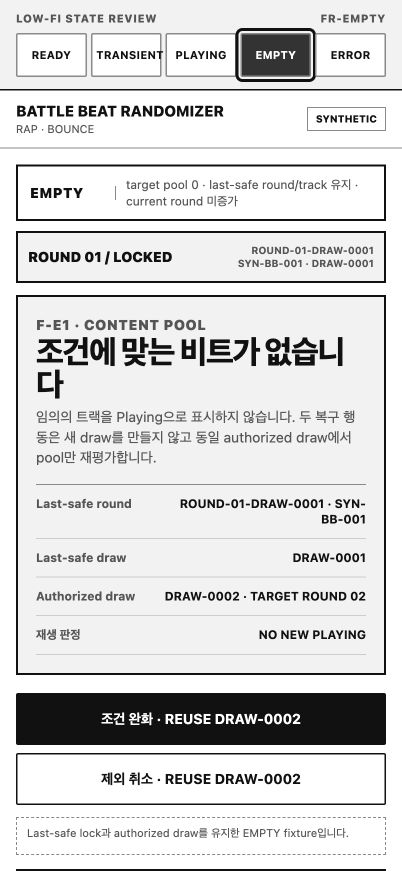 LOW-FI STATE REVIEW
FR-EMPTY
READY
TRANSIENT
PLAYING
EMPTY
ERROR
BATTLE BEAT RANDOMIZER
RAP · BOUNCE
SYNTHETIC
EMPTY
target pool 0 · last-safe round/track 유지 ·
current round 미증가
ROUND 01 / LOCKED
ROUND-01-DRAW-0001
SYN-BB-001 · DRAW-0001
F-E1 · CONTENT POOL
조건에 맞는 비트가 없습니
다
임의의 트랙을 Playing으로 표시하지 않습니다. 두 복구 행
동은 새 draw를 만들지 않고 동일 authorized draw에서
pool만 재평가합니다.
Last-safe round
ROUND-01-DRAW-0001 · SYN-
BB-001
Last-safe draw
DRAW-0001
Authorized draw
DRAW-0002 · TARGET ROUND 02
재생 판정
NO NEW PLAYING
조건 완화 · REUSE DRAW-0002
제외 취소 · REUSE DRAW-0002
Last-safe lock과 authorized draw를 유지한 EMPTY fixture입니다.